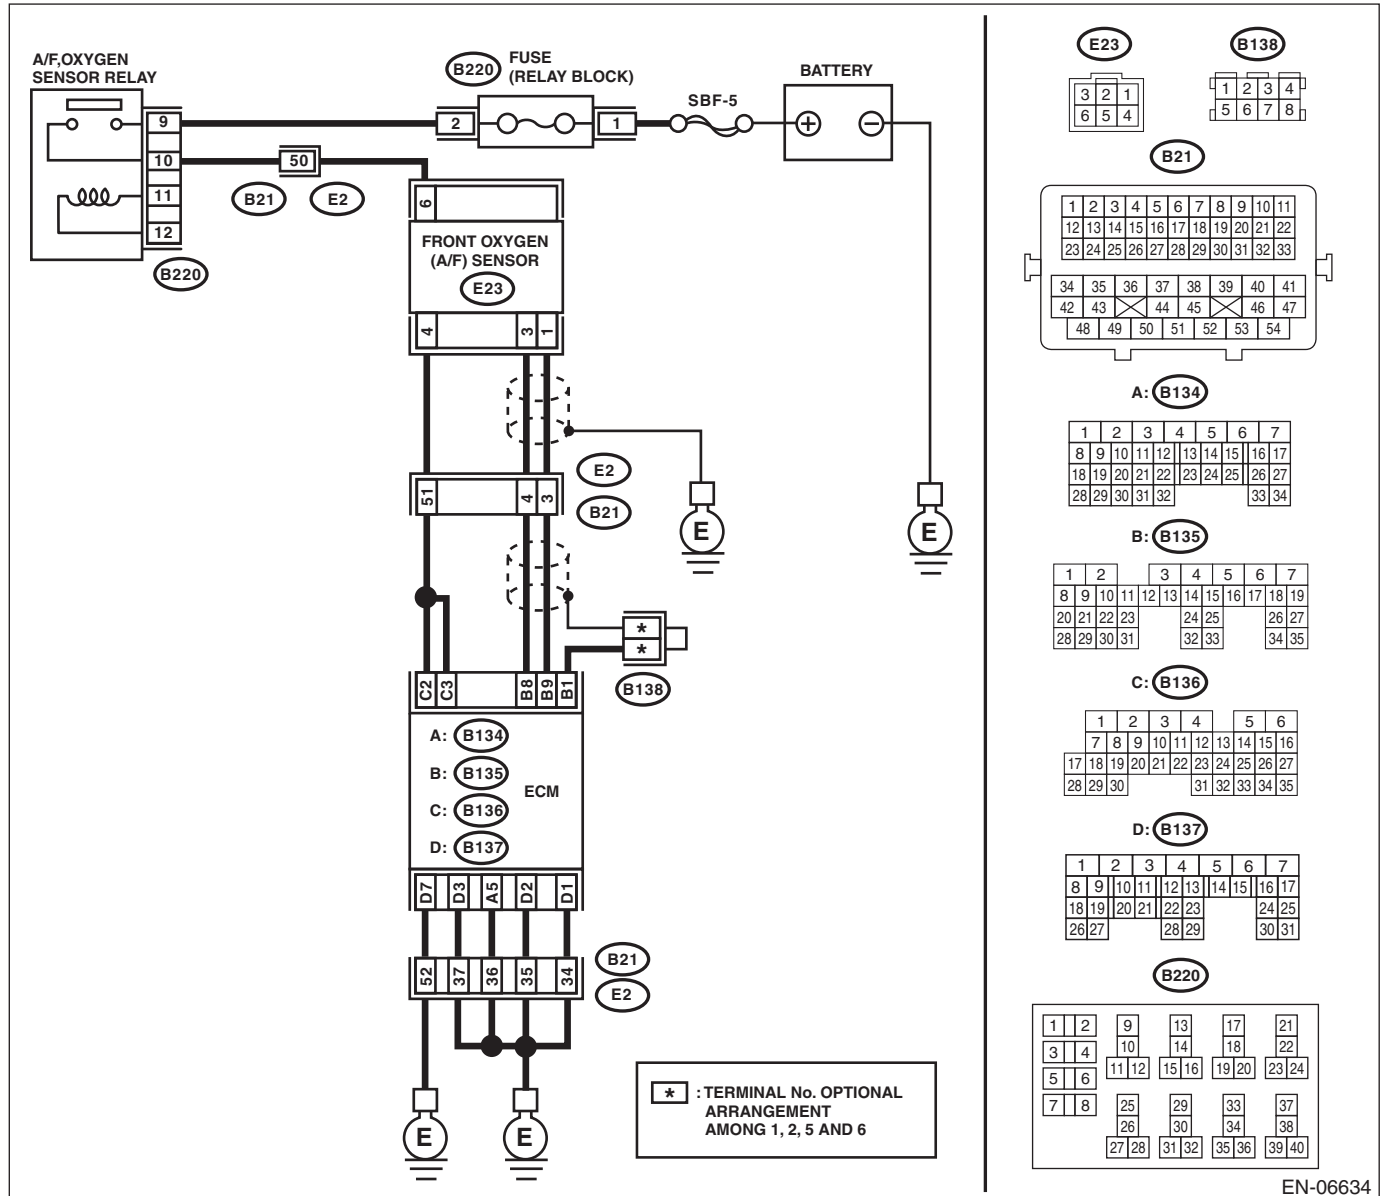 A/F,OXYGEN
SENSOR RELAY
9
10
11
12
B220
B220
FUSE
(RELAY BLOCK)
2
1
SBF-5
BATTERY
+
−
50
B21
E2
6
FRONT OXYGEN
(A/F) SENSOR
E23
4
3
1
E2
B21
51
4
3
E
E
*
*
B138
C2
C3
B8
B9
B1
A: B134
B: B135
C: B136
D: B137
ECM
D7
D3
A5
D2
D1
B21
E2
52
37
36
35
34
E
E
* : TERMINAL No. OPTIONAL
ARRANGEMENT
AMONG 1, 2, 5 AND 6
E23
3 2 1
6 5 4
B138
1 2 3 4
5 6 7 8
B21
1 2 3 4 5 6 7 8 9 10 11
12 13 14 15 16 17 18 19 20 21 22
23 24 25 26 27 28 29 30 31 32 33
34 35 36 37 38 39 40 41
42 43 44 45 46 47
48 49 50 51 52 53 54
A: B134
1 2 3 4 5 6 7
8 9 10 11 12 13 14 15 16 17
18 19 20 21 22 23 24 25 26 27
28 29 30 31 32 33 34
B: B135
1 2 3 4 5 6 7
8 9 10 11 12 13 14 15 16 17 18 19
20 21 22 23 24 25 26 27
28 29 30 31 32 33 34 35
C: B136
1 2 3 4 5 6
7 8 9 10 11 12 13 14 15 16
17 18 19 20 21 22 23 24 25 26 27
28 29 30 31 32 33 34 35
D: B137
1 2 3 4 5 6 7
8 9 10 11 12 13 14 15 16 17
18 19 20 21 22 23 24 25
26 27 28 29 30 31
B220
1 2 9 13 17 21
3 4 10 14 18 22
5 6 11 12 15 16 19 20 23 24
7 8 25 29 33 37
26 30 34 38
27 28 31 32 35 36 39 40
EN-06634